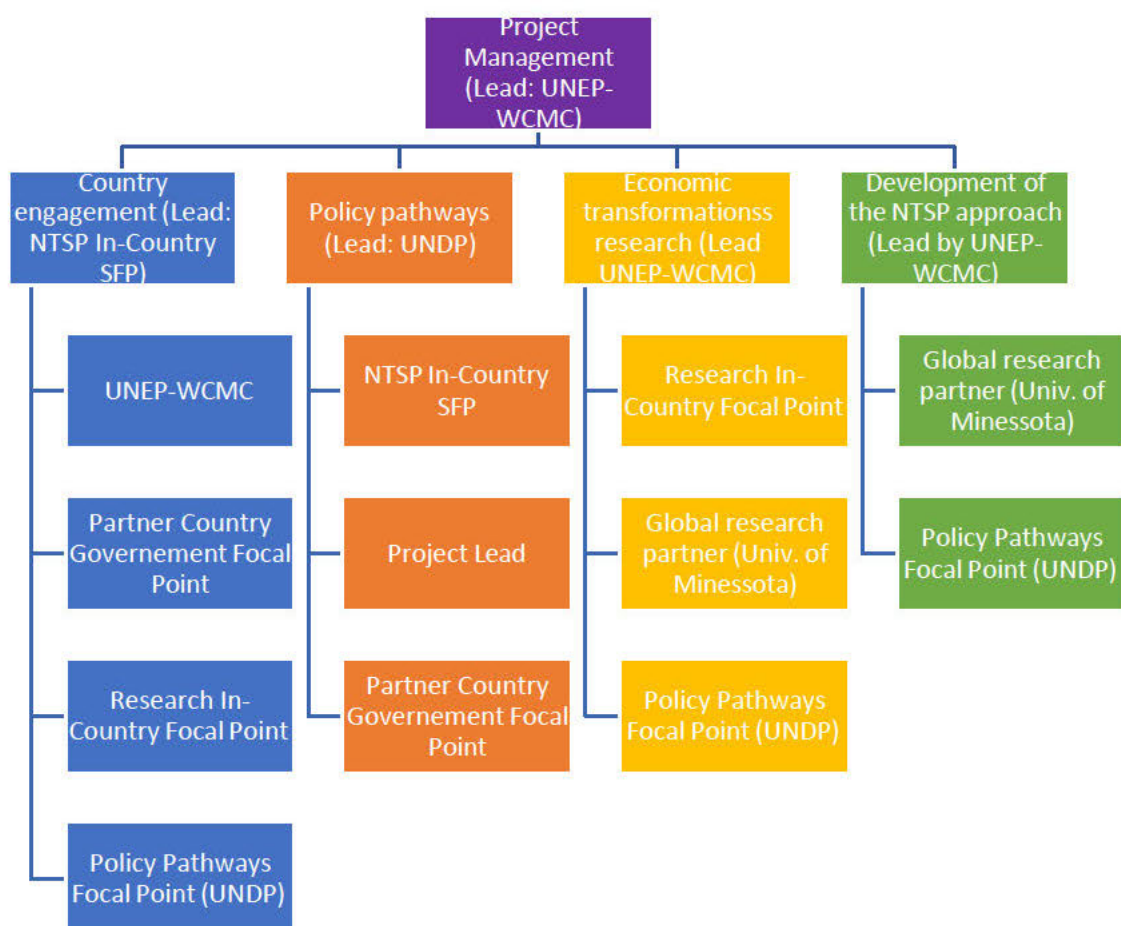 Project
Management
(Lead: UNEP-
WCMC)
Country
engagement (Lead:
NTSP In-Country
SFP)
Policy pathways
(Lead: UNDP)
Economic
transformationss
research (Lead
UNEP-WCMC)
Development of
the NTSP approach
(Lead by UNEP-
WCMC)
UNEP-WCMC
Partner Country
Governement Focal
Point
Research In-
Country Focal Point
Policy Pathways
Focal Point (UNDP)
NTSP In-Country
SFP
Project Lead
Partner Country
Governement Focal
Point
Research In-
Country Focal Point
Global research
partner (Univ. of
Minessota)
Policy Pathways
Focal Point (UNDP)
Global research
partner (Univ. of
Minessota)
Policy Pathways
Focal Point (UNDP)